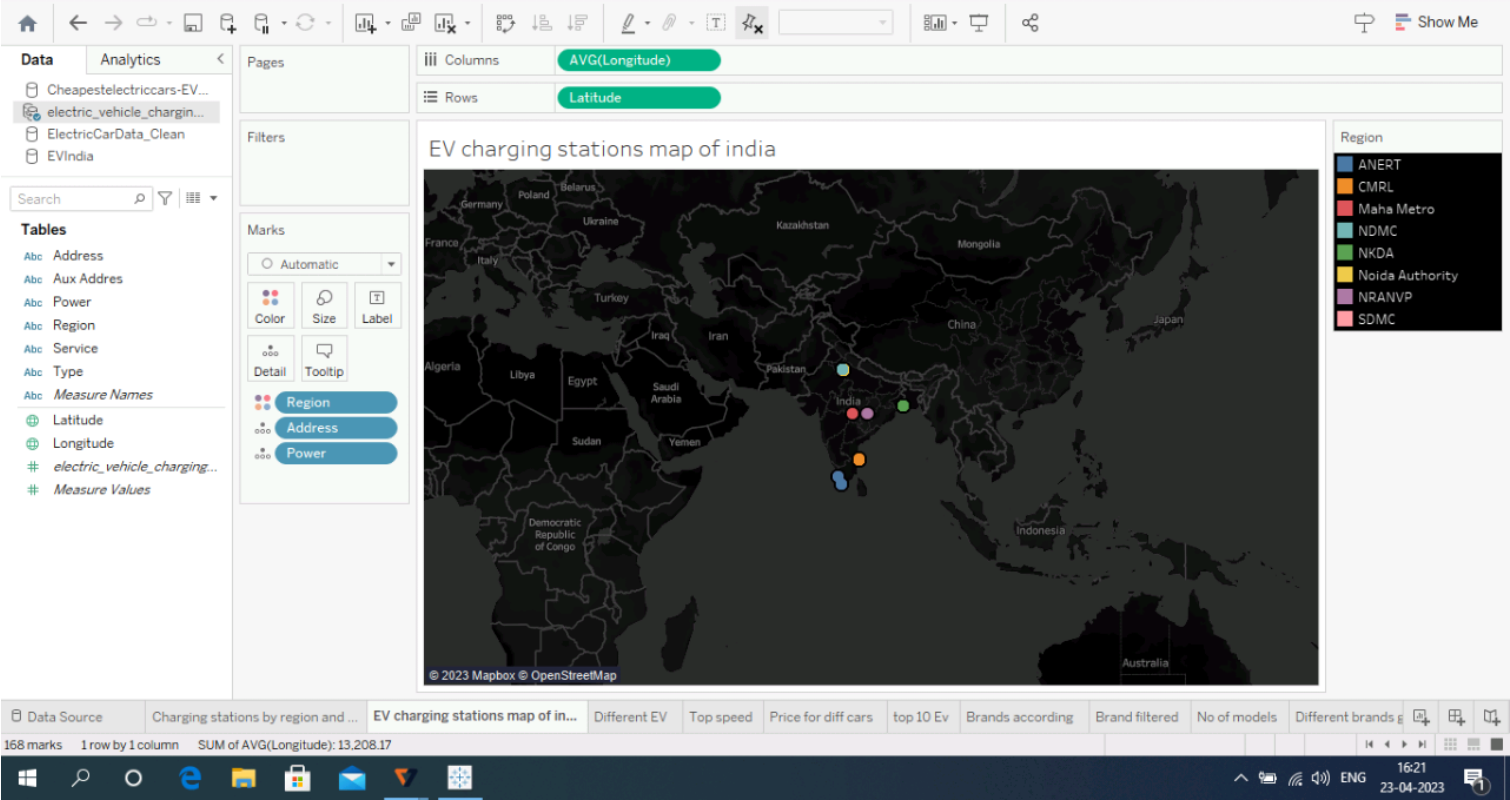 Show Me
Data
Analytics
Cheapestelectriccars-EV...
electric_vehicle_chargin...
ElectricCarData_Clean
EVIndia
Search
Tables
Abc Address
Abc Aux Addres
Abc Power
Abc Region
Abc Service
Abc Type
Abc Measure Names
Latitude
Longitude
# electric_vehicle_charging...
# Measure Values
Pages
Filters
Marks
Automatic
Color Size Label
Detail Tooltip
Region
Address
Power
Columns AVG(Longitude)
Rows Latitude
EV charging stations map of india
Belarus
Poland
Germany
Ukraine
Kazakhstan
France
Mongolia
Italy
Turkey
Japan
China
Iraq
Iran
Algeria
Libya
Egypt
Pakistan
Saudi
Arabia
India
Sudan
Yemen
Democratic
Republic
of Congo
Indonesia
Australia
© 2023 Mapbox © OpenStreetMap
Region
ANERT
CMRL
Maha Metro
NDMC
NKDA
Noida Authority
NRANVP
SDMC
Data Source Charging stations by region and ... EV charging stations map of in... Different EV Top speed Price for diff cars top 10 Ev Brands according Brand filtered No of models Different brands
168 marks 1 row by 1 column SUM of AVG(Longitude): 13,208.17
ENG
16:21
23-04-2023
1